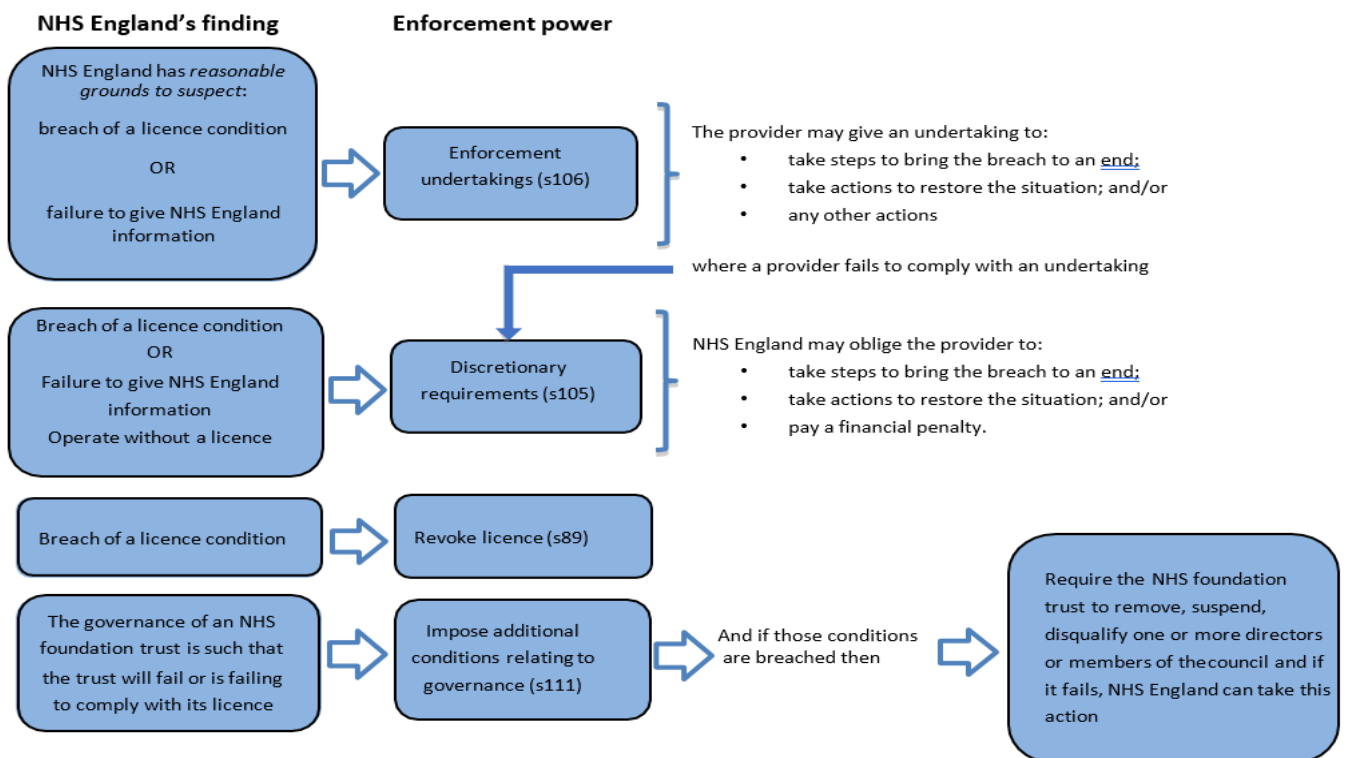 NHS England’s finding
Enforcement power
NHS England has reasonable
grounds to suspect:
breach of a licence condition
OR
failure to give NHS England
information
Enforcement
undertakings (s106)
The provider may give an undertaking to:
• take steps to bring the breach to an end;
• take actions to restore the situation; and/or
• any other actions
where a provider fails to comply with an undertaking
Breach of a licence condition
OR
Failure to give NHS England
information
Operate without a licence
Discretionary
requirements (s105)
NHS England may oblige the provider to:
• take steps to bring the breach to an end;
• take actions to restore the situation; and/or
• pay a financial penalty.
Breach of a licence condition
Revoke licence (s89)
The governance of an NHS
foundation trust is such that
the trust will fail or is failing
to comply with its licence
Impose additional
conditions relating to
governance (s111)
And if those conditions
are breached then
Require the NHS foundation
trust to remove, suspend,
disqualify one or more directors
or members of thecouncil and if
it fails, NHS England can take this
action